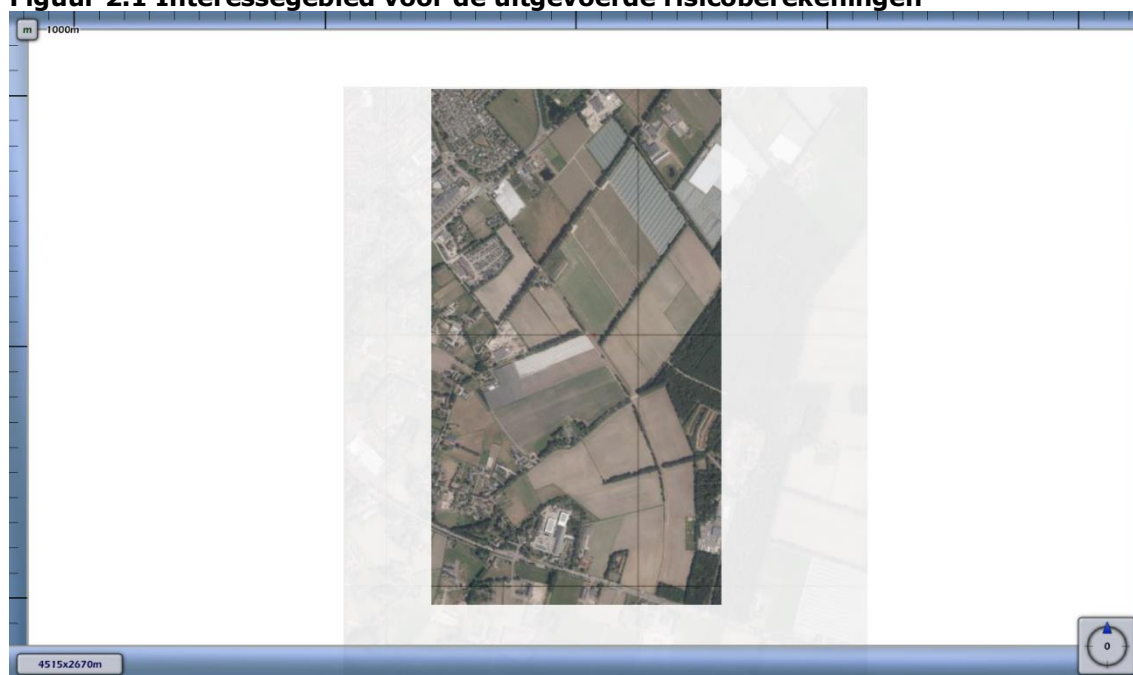 Figuur 2.1 Interessegebied voor de uitgevoerde risicoberekeningen
m
1000m
4515x2670m
0